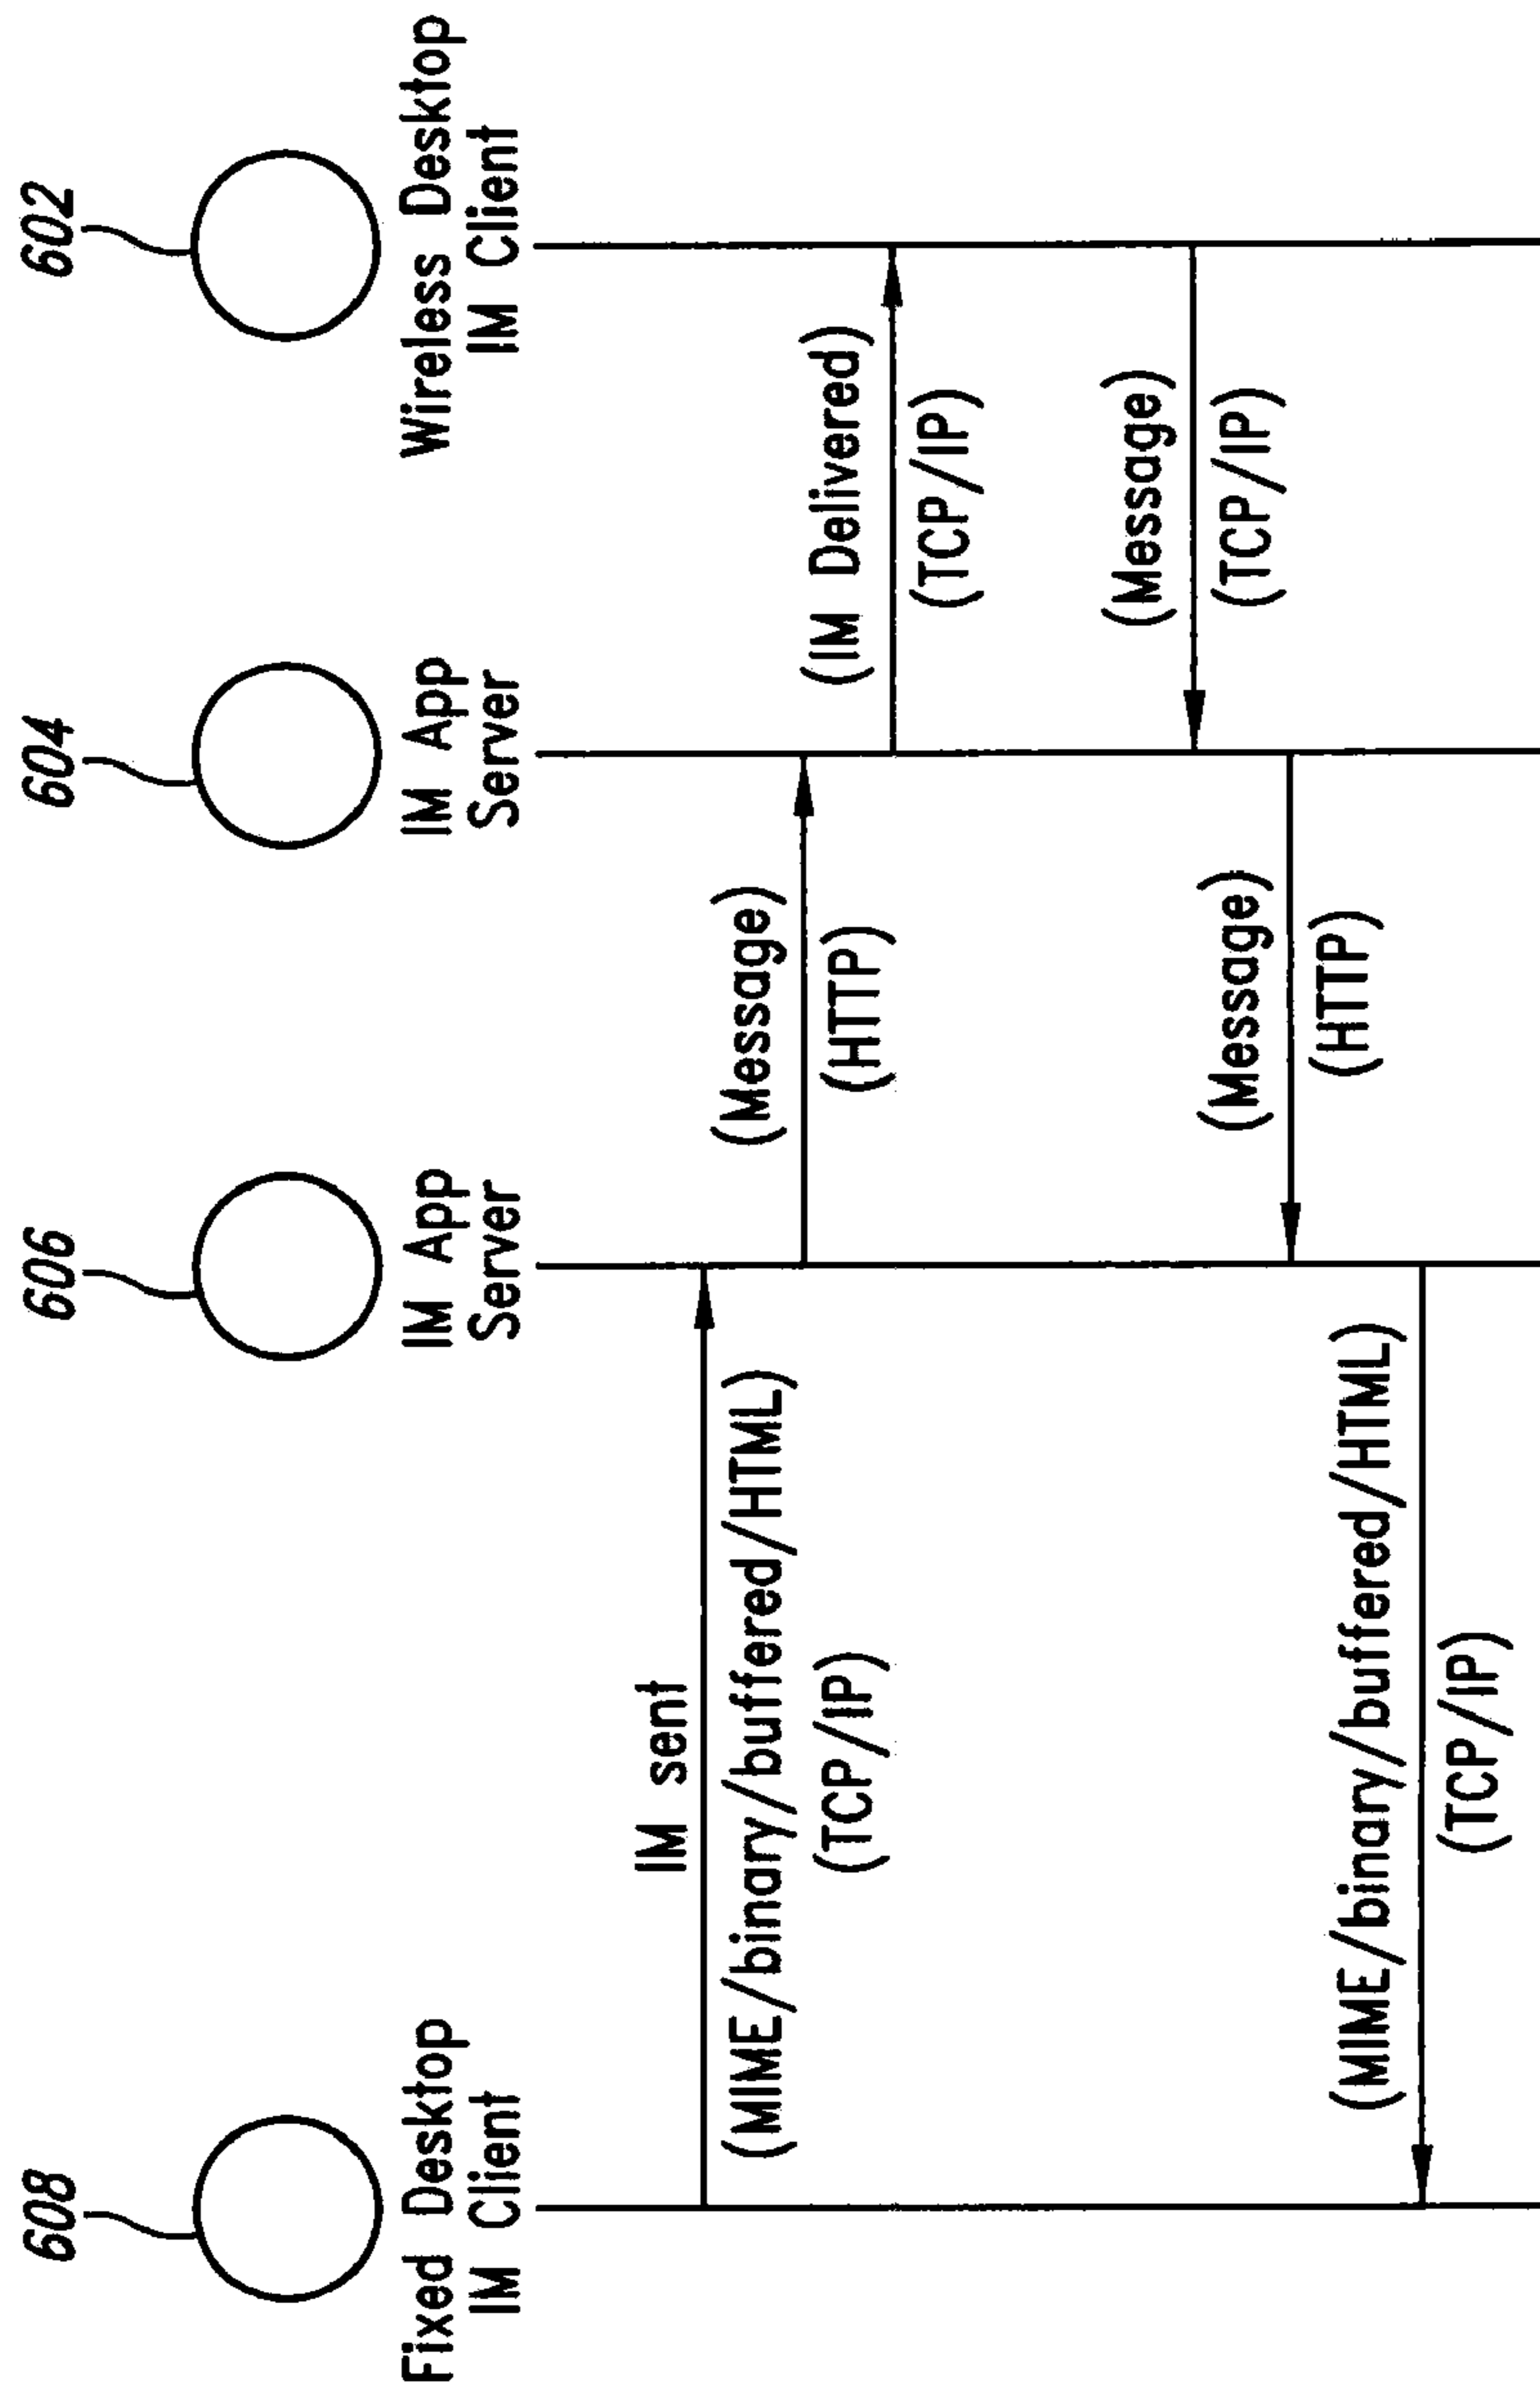 608
606
604
602
Fixed Desktop
IM Client
IM App
Server
IM App
Server
Wireless Desktop
IM Client
IM sent
(MIME/binary/buffered/HTML)
(TCP/IP)
(Message)
(HTTP)
(IM Delivered)
(TCP/IP)
(Message)
(TCP/IP)
(Message)
(HTTP)
(MIME/binary/buffered/HTML)
(TCP/IP)